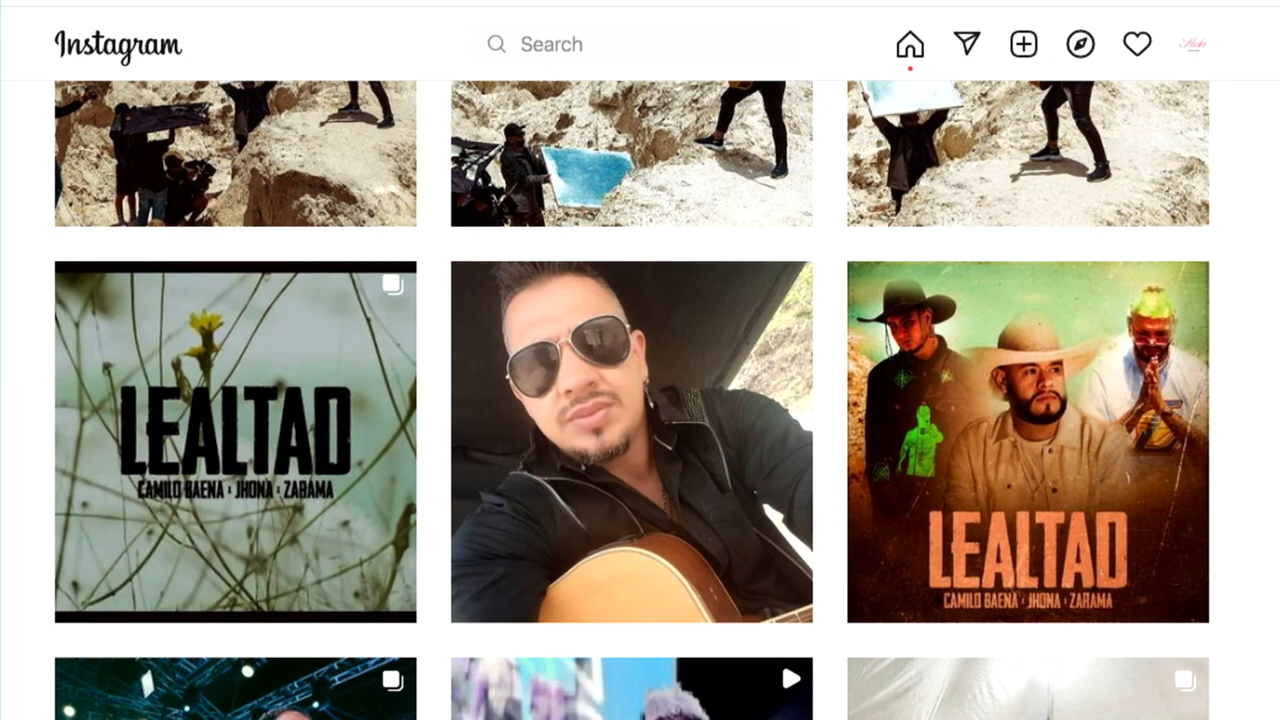 Instagram
Search
LEALTAD
CAMILO BAENA · JHONA · ZARAMA
LEALTAD
CAMILO BAENA · JHONA · ZARAMA